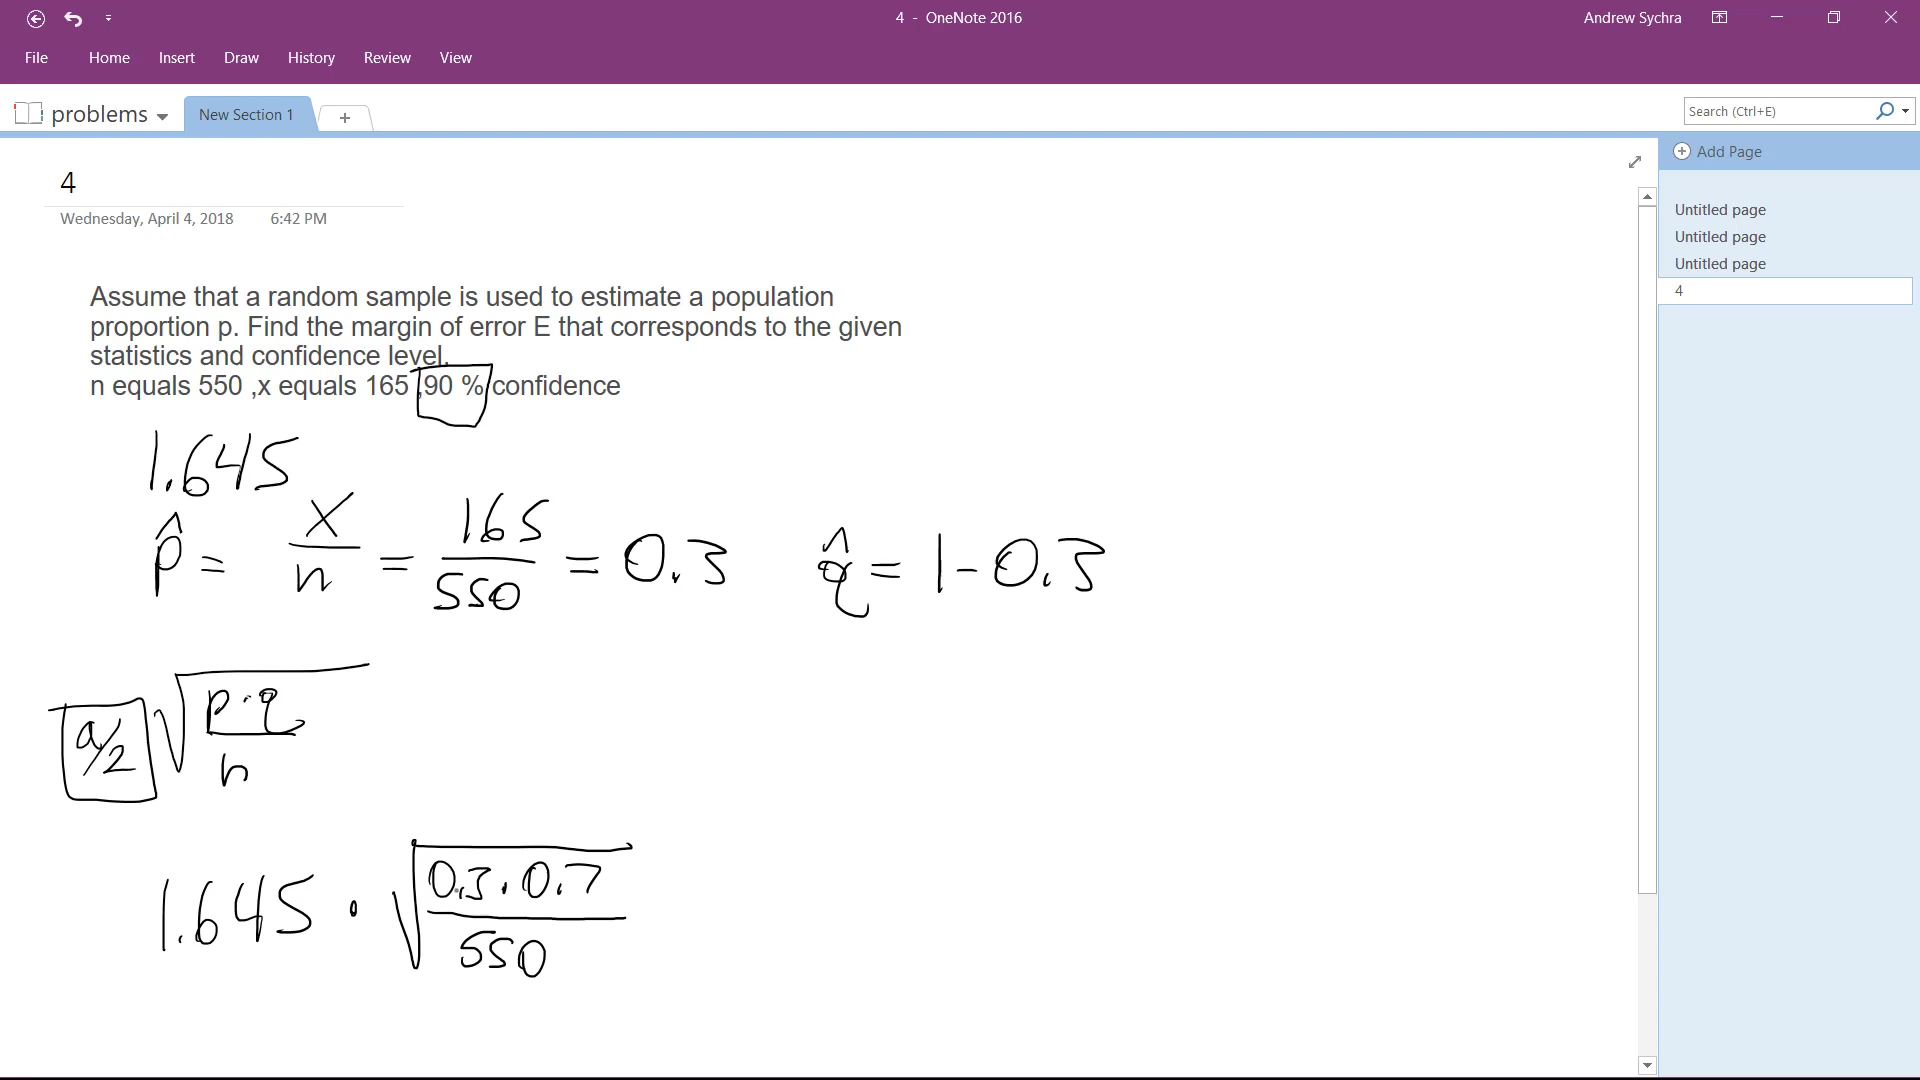 4 - OneNote 2016
Andrew Sychra
File Home Insert Draw History Review View
problems New Section 1 +
Search (Ctrl+E)
Add Page
4
Wednesday, April 4, 2018 6:42 PM
Untitled page
Untitled page
Untitled page
4
Assume that a random sample is used to estimate a population
proportion p. Find the margin of error E that corresponds to the given
statistics and confidence level.
n equals 550 ,x equals 165 ,90 % confidence
1.645
p̂ = x/n = 165/550 = 0.3 q̂ = 1 - 0.3
a/2 √(p·q/n)
1.645 · √(0.3·0.7/550)